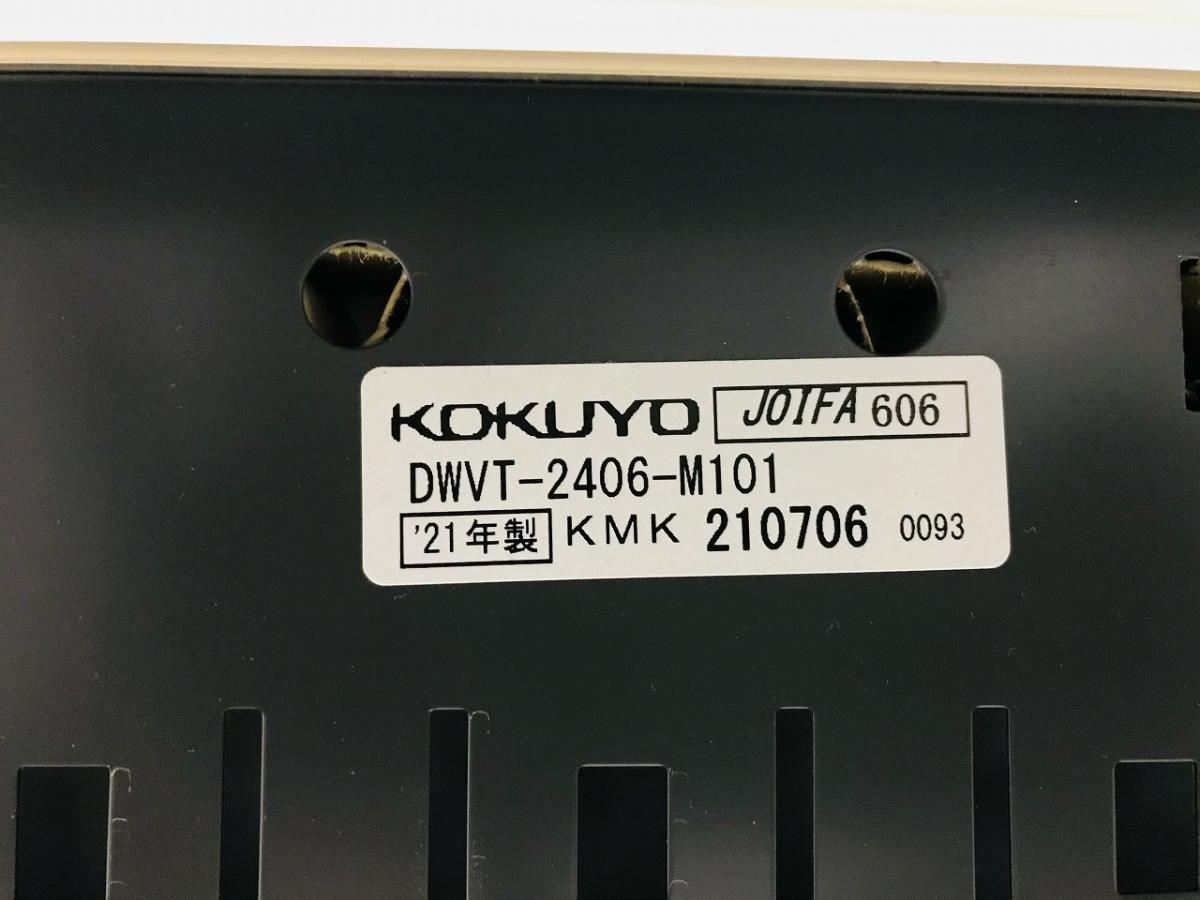 KOKUYO JOIFA 606
DWVT-2406-M101
'21年製 KMK 210706 0093